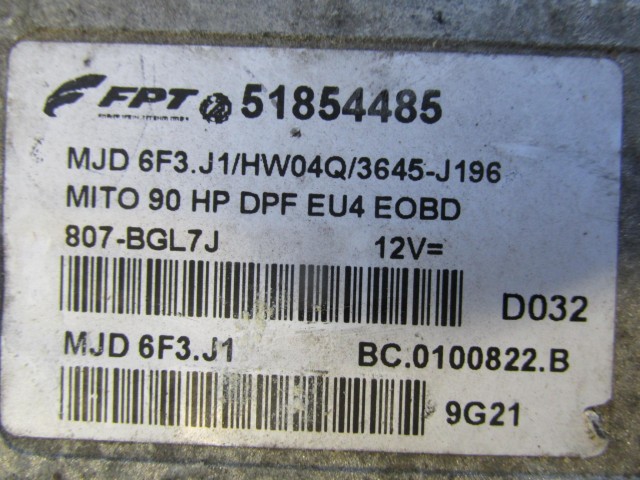 FPT 51854485
MJD 6F3.J1/HW04Q/3645-J196
MITO 90 HP DPF EU4 EOBD
807-BGL7J 12V=
D032
MJD 6F3.J1 BC.0100822.B
9G21